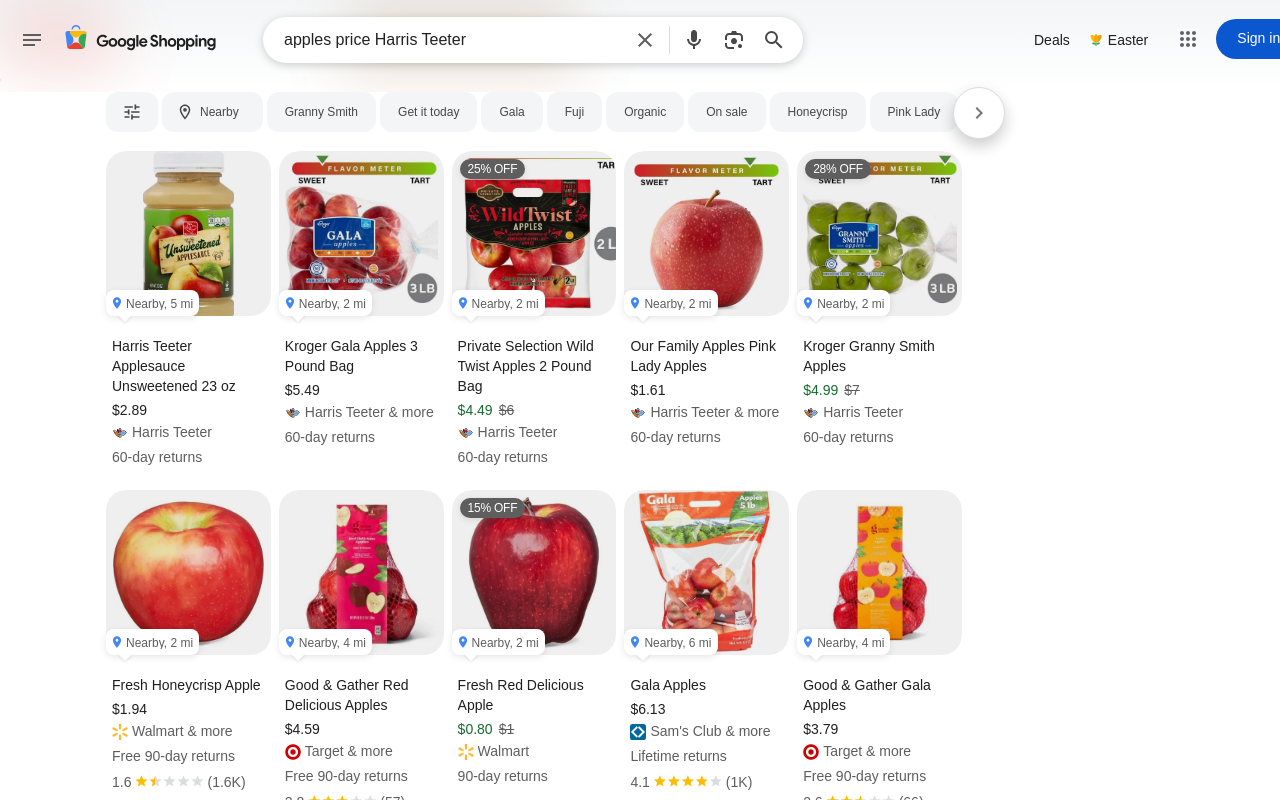 Google Shopping
apples price Harris Teeter
Deals
Easter
Sign in
Nearby
Granny Smith
Get it today
Gala
Fuji
Organic
On sale
Honeycrisp
Pink Lady
Unsweetened
APPLESAUCE
Nearby, 5 mi
Harris Teeter
Applesauce
Unsweetened 23 oz
$2.89
Harris Teeter
60-day returns
FLAVOR METER
SWEET TART
Kroger
GALA
apples
3 LB
Nearby, 2 mi
Kroger Gala Apples 3
Pound Bag
$5.49
Harris Teeter & more
60-day returns
25% OFF
TAR
WildTwist
APPLES
2 L
Nearby, 2 mi
Private Selection Wild
Twist Apples 2 Pound
Bag
$4.49 $6
Harris Teeter
60-day returns
FLAVOR METER
SWEET TART
Nearby, 2 mi
Our Family Apples Pink
Lady Apples
$1.61
Harris Teeter & more
60-day returns
28% OFF
FLAVOR METER
SWEET TART
Kroger
GRANNY
SMITH
apples
3 LB
Nearby, 2 mi
Kroger Granny Smith
Apples
$4.99 $7
Harris Teeter
60-day returns
Nearby, 2 mi
Fresh Honeycrisp Apple
$1.94
Walmart & more
Free 90-day returns
1.6 (1.6K)
Nearby, 4 mi
Good & Gather Red
Delicious Apples
$4.59
Target & more
Free 90-day returns
15% OFF
Nearby, 2 mi
Fresh Red Delicious
Apple
$0.80 $1
Walmart
90-day returns
Gala
Apples
5 lb
Nearby, 6 mi
Gala Apples
$6.13
Sam's Club & more
Lifetime returns
4.1 (1K)
Nearby, 4 mi
Good & Gather Gala
Apples
$3.79
Target & more
Free 90-day returns